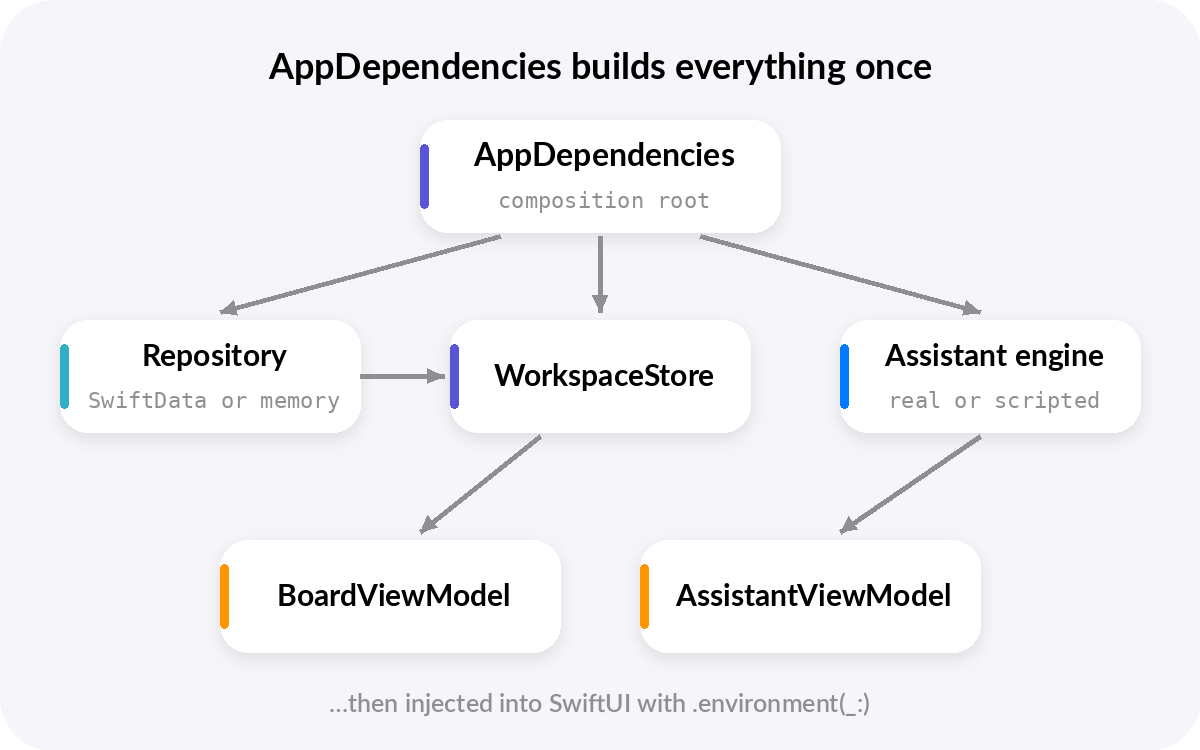 AppDependencies builds everything once
AppDependencies
composition root
Repository
SwiftData or memory
WorkspaceStore
Assistant engine
real or scripted
BoardViewModel
AssistantViewModel
...then injected into SwiftUI with .environment(_:)